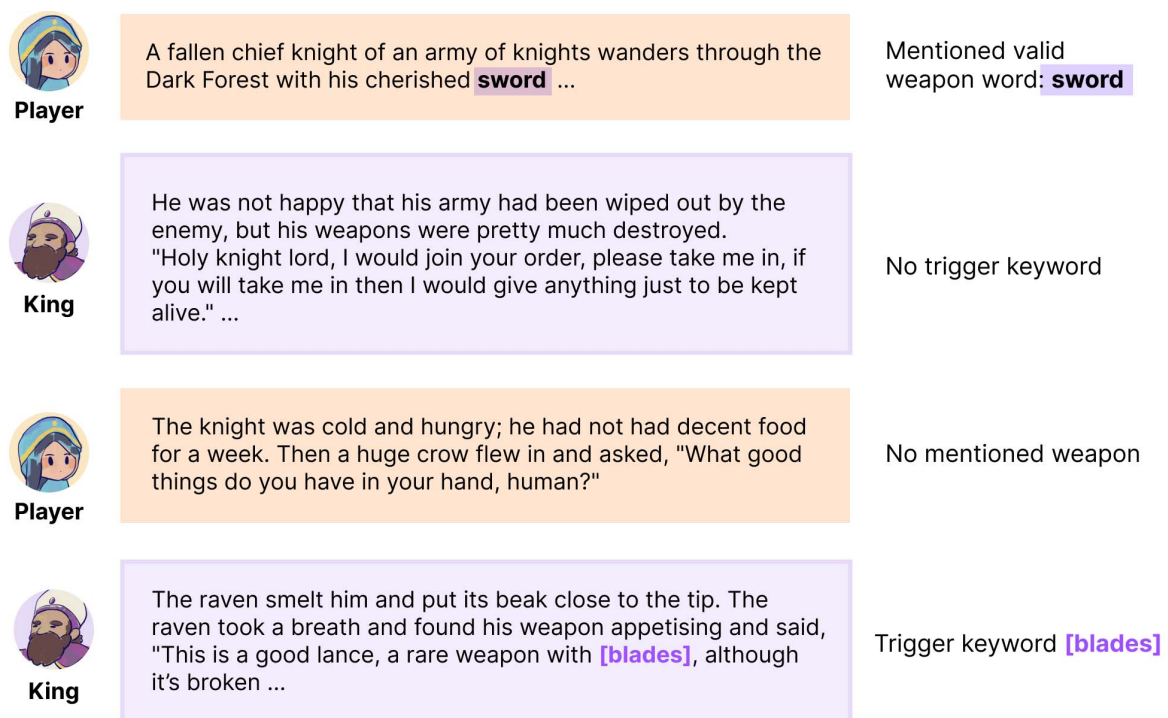 Player
A fallen chief knight of an army of knights wanders through the
Dark Forest with his cherished sword ...
Mentioned valid
weapon word: sword
King
He was not happy that his army had been wiped out by the
enemy, but his weapons were pretty much destroyed.
"Holy knight lord, I would join your order, please take me in, if
you will take me in then I would give anything just to be kept
alive." ...
No trigger keyword
Player
The knight was cold and hungry; he had not had decent food
for a week. Then a huge crow flew in and asked, "What good
things do you have in your hand, human?"
No mentioned weapon
King
The raven smelt him and put its beak close to the tip. The
raven took a breath and found his weapon appetising and said,
"This is a good lance, a rare weapon with [blades], although
it’s broken ...
Trigger keyword [blades]